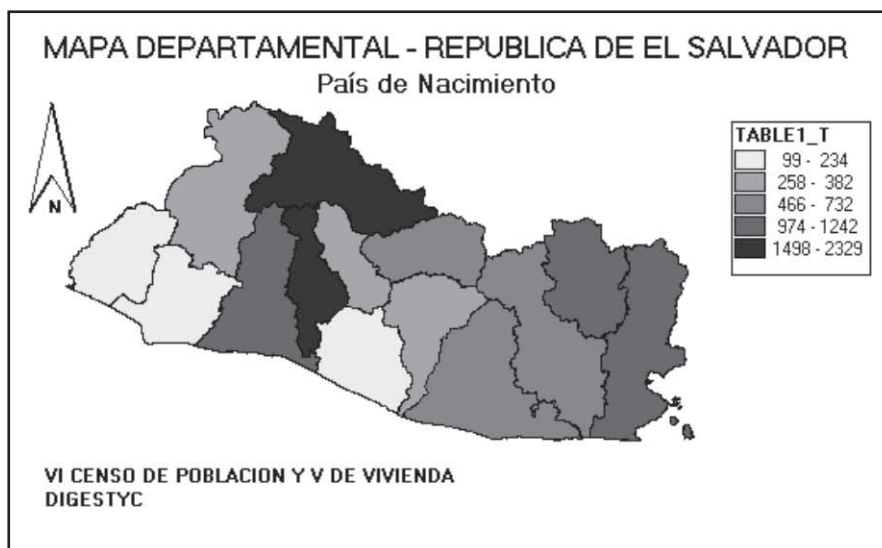 MAPA DEPARTAMENTAL - REPUBLICA DE EL SALVADOR
País de Nacimiento
N
TABLE1_T
99 - 234
258 - 382
466 - 732
974 - 1242
1498 - 2329
VI CENSO DE POBLACION Y V DE VIVIENDA
DIGESTYC